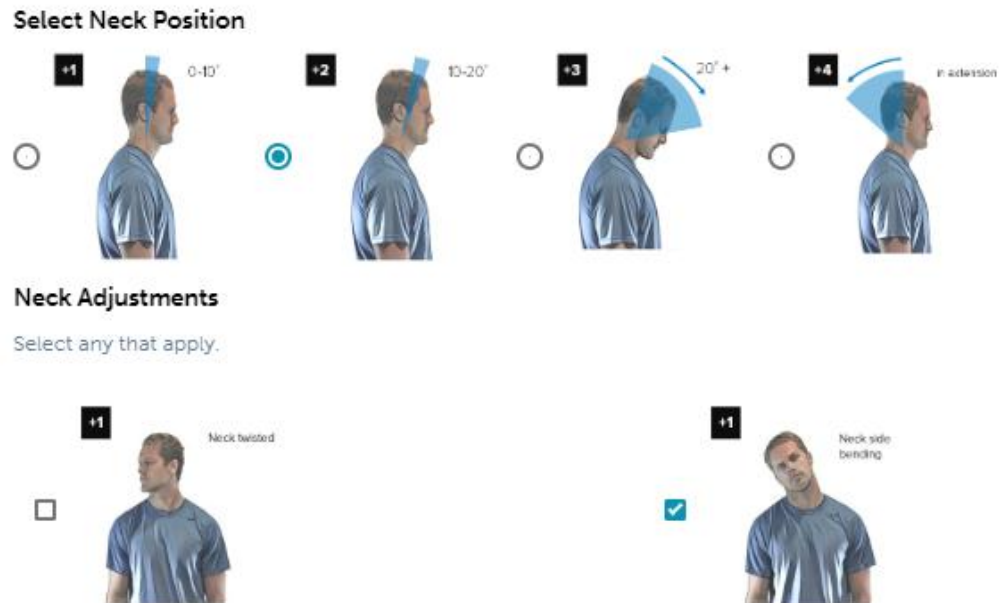 Select Neck Position
+1 0-10°
+2 10-20°
+3 20°+
+4 in extension
Neck Adjustments
Select any that apply.
+1 Neck twisted
+1 Neck side
bending